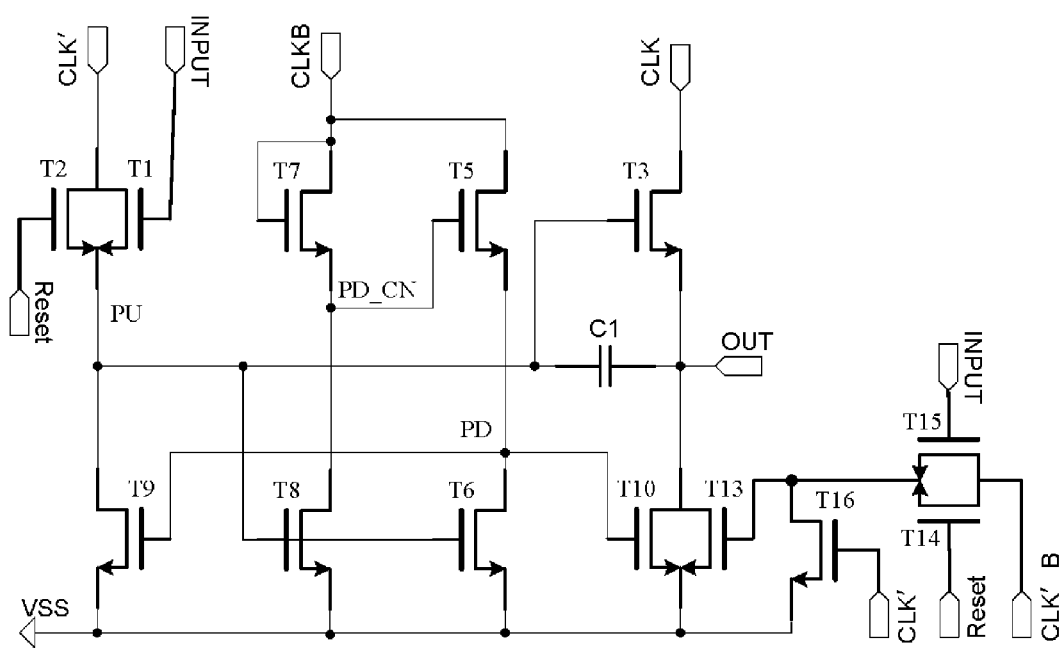 CLK'
INPUT
CLKB
CLK
T2
T1
T7
T5
T3
Reset
PU
PD_CN
C1
OUT
INPUT
PD
T15
T9
T8
T6
T10
T13
T16
T14
VSS
CLK'
Reset
CLK'_B